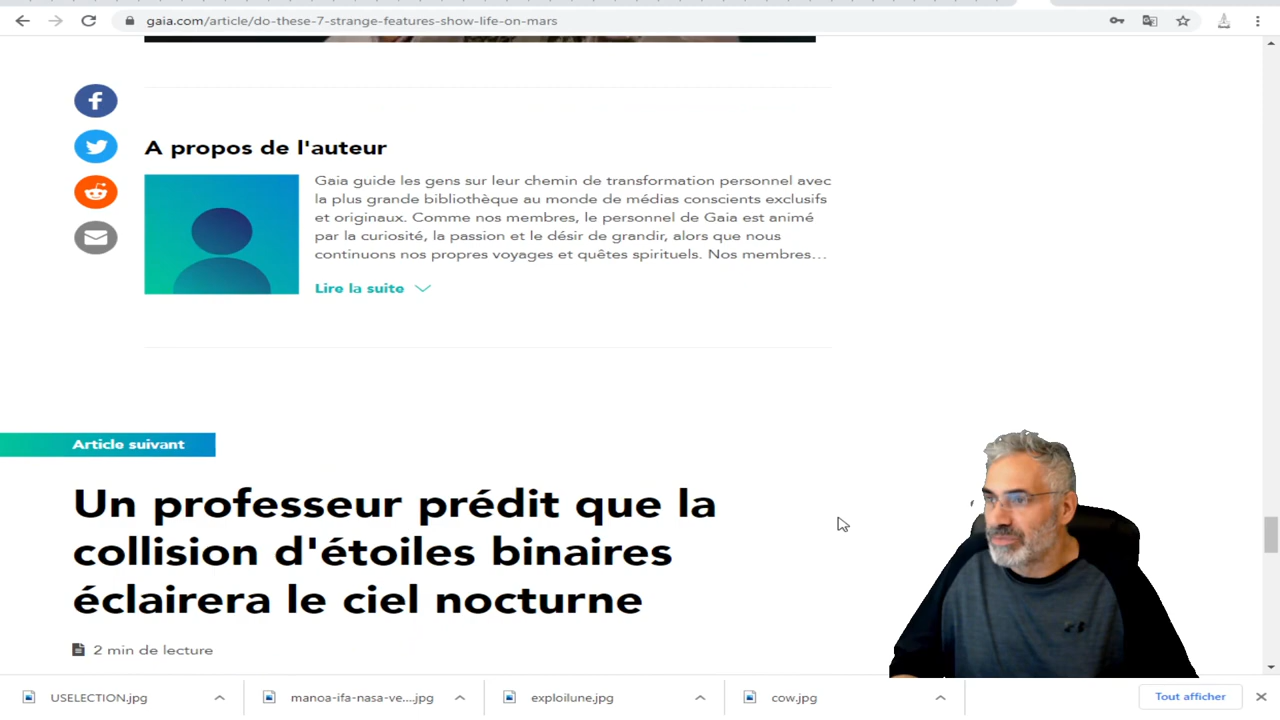 gaia.com/article/do-these-7-strange-features-show-life-on-mars
A propos de l'auteur
Gaia guide les gens sur leur chemin de transformation personnel avec
la plus grande bibliothèque au monde de médias conscients exclusifs
et originaux. Comme nos membres, le personnel de Gaia est animé
par la curiosité, la passion et le désir de grandir, alors que nous
continuons nos propres voyages et quêtes spirituels. Nos membres...
Lire la suite
Article suivant
Un professeur prédit que la
collision d'étoiles binaires
éclairera le ciel nocturne
2 min de lecture
USELECTION.jpg
manoa-ifa-nasa-ve....jpg
exploilune.jpg
cow.jpg
Tout afficher